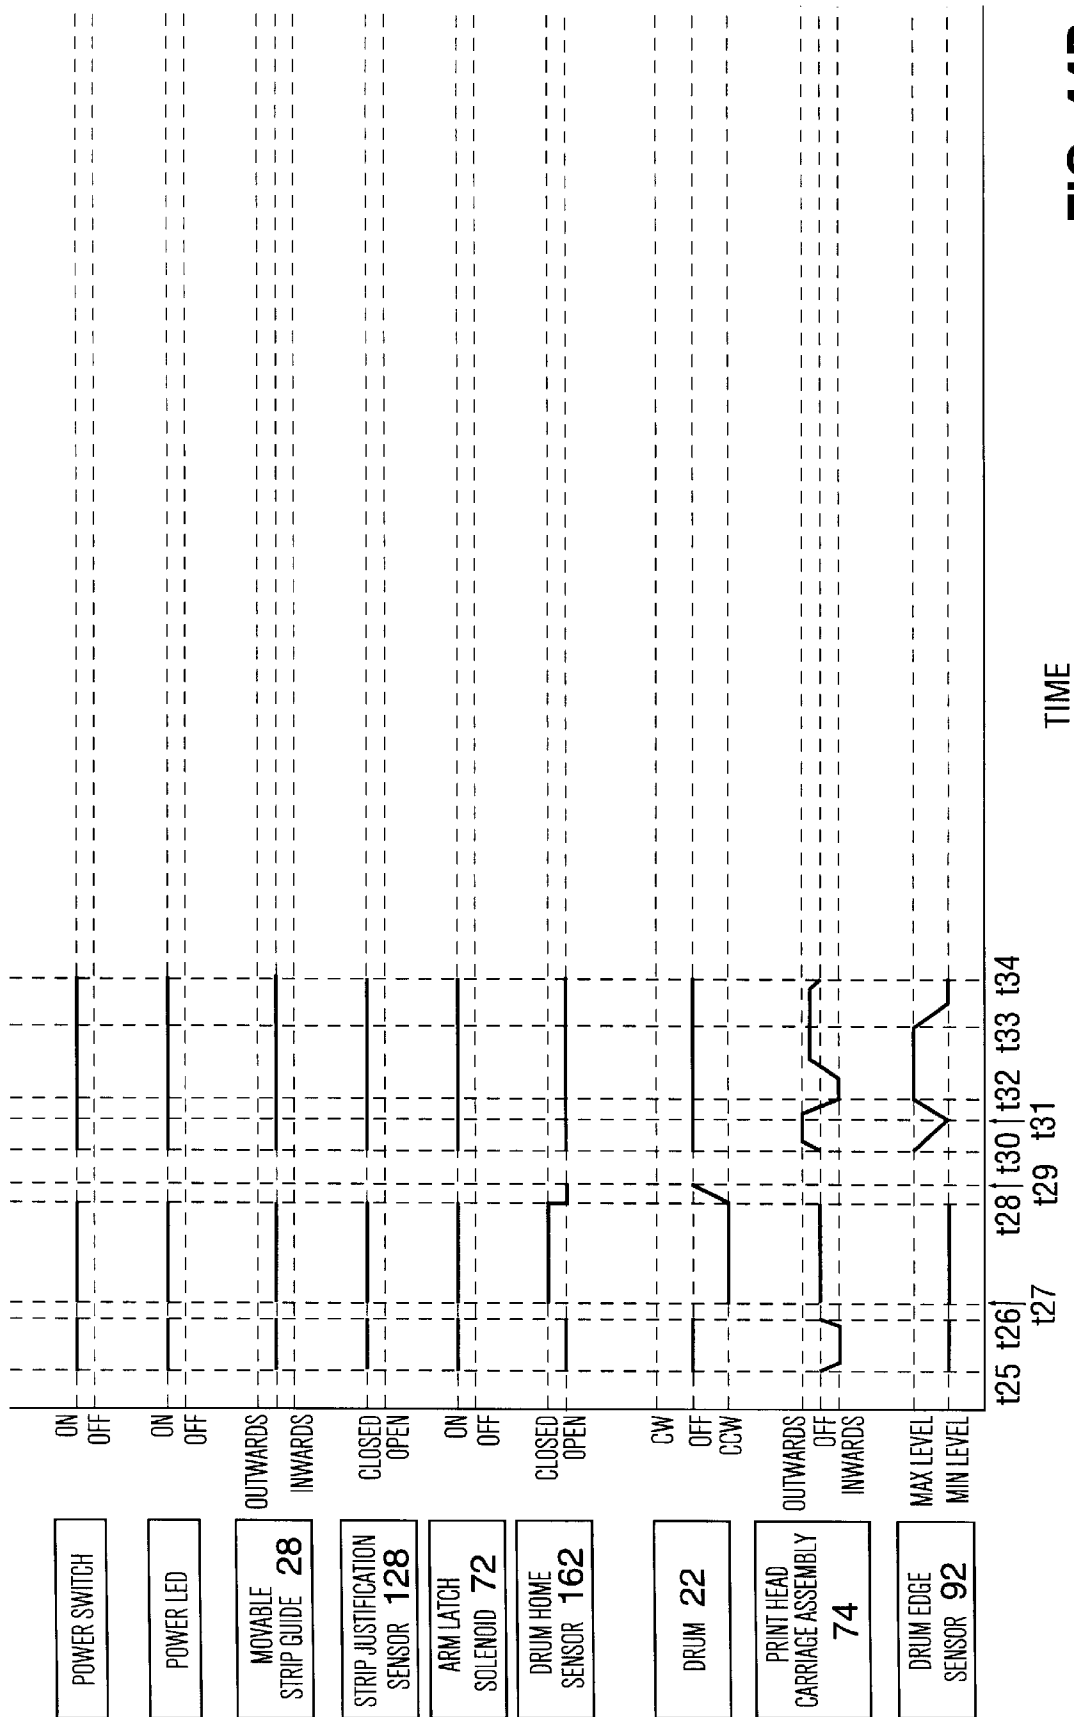 POWER SWITCH
ON
OFF
POWER LED
ON
OFF
MOVABLE
STRIP GUIDE 28
OUTWARDS
INWARDS
STRIP JUSTIFICATION
SENSOR 128
CLOSED
OPEN
ARM LATCH
SOLENOID 72
ON
OFF
DRUM HOME
SENSOR 162
CLOSED
OPEN
DRUM 22
CW
OFF
CCW
PRINT HEAD
CARRIAGE ASSEMBLY
74
OUTWARDS
OFF
INWARDS
DRUM EDGE
SENSOR 92
MAX LEVEL
MIN LEVEL
t25 t26 t28 t30 t32 t33 t34
t27 t29 t31
TIME